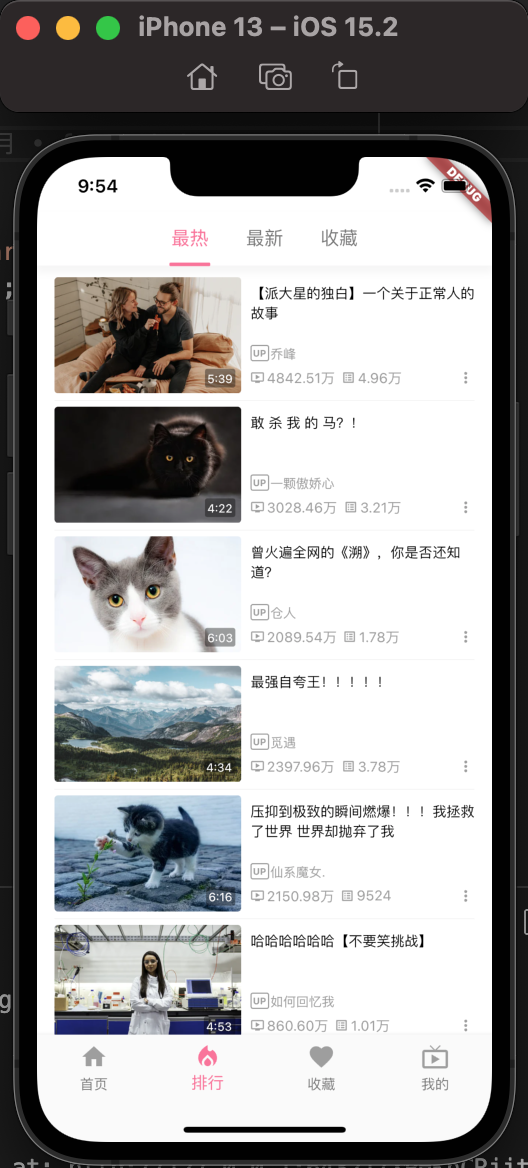 iPhone 13 – iOS 15.2
月
9:54
DEBUG
最热 最新 收藏
【派大星的独白】一个关于正常人的
故事
UP 乔峰
5:39
4842.51万 4.96万
敢 杀 我 的 马？！
UP 一颗傲娇心
4:22
3028.46万 3.21万
曾火遍全网的《溯》，你是否还知
道？
UP 仓人
6:03
2089.54万 1.78万
最强自夸王！！！！！
UP 觅遇
4:34
2397.96万 3.78万
压抑到极致的瞬间燃爆！！！我拯救
了世界 世界却抛弃了我
UP 仙系魔女.
6:16
2150.98万 9524
哈哈哈哈哈哈【不要笑挑战】
UP 如何回忆我
4:53
860.60万 1.01万
首页 排行 收藏 我的